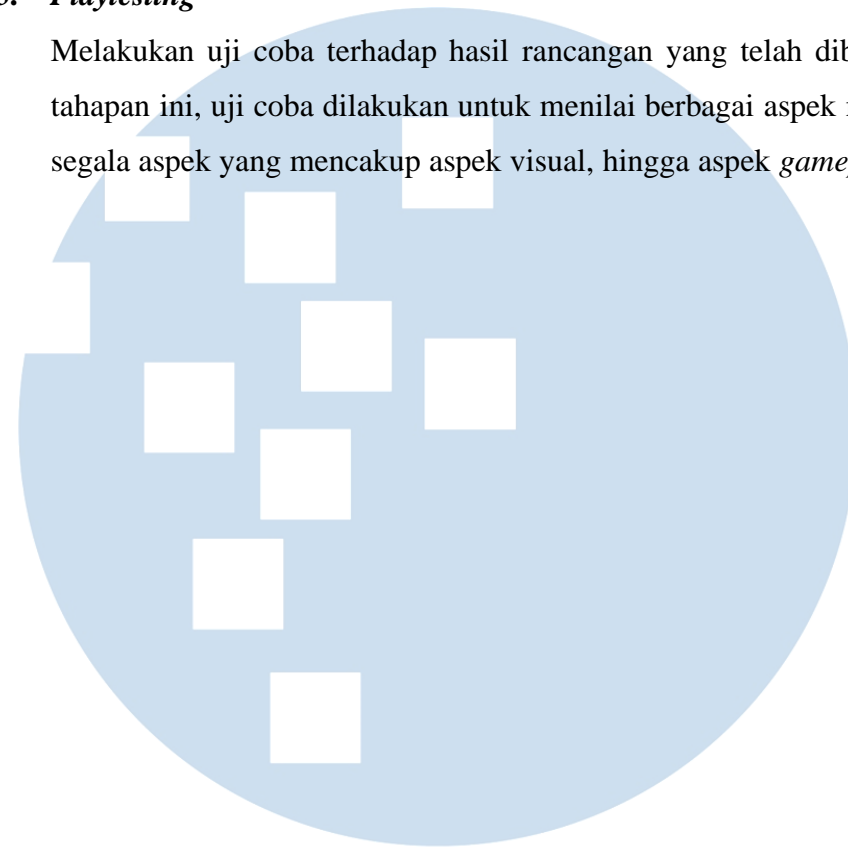 Playtesting
Melakukan uji coba terhadap hasil rancangan yang telah
tahapan ini, uji coba dilakukan untuk menilai berbagai aspek
segala aspek yang mencakup aspek visual, hingga aspek